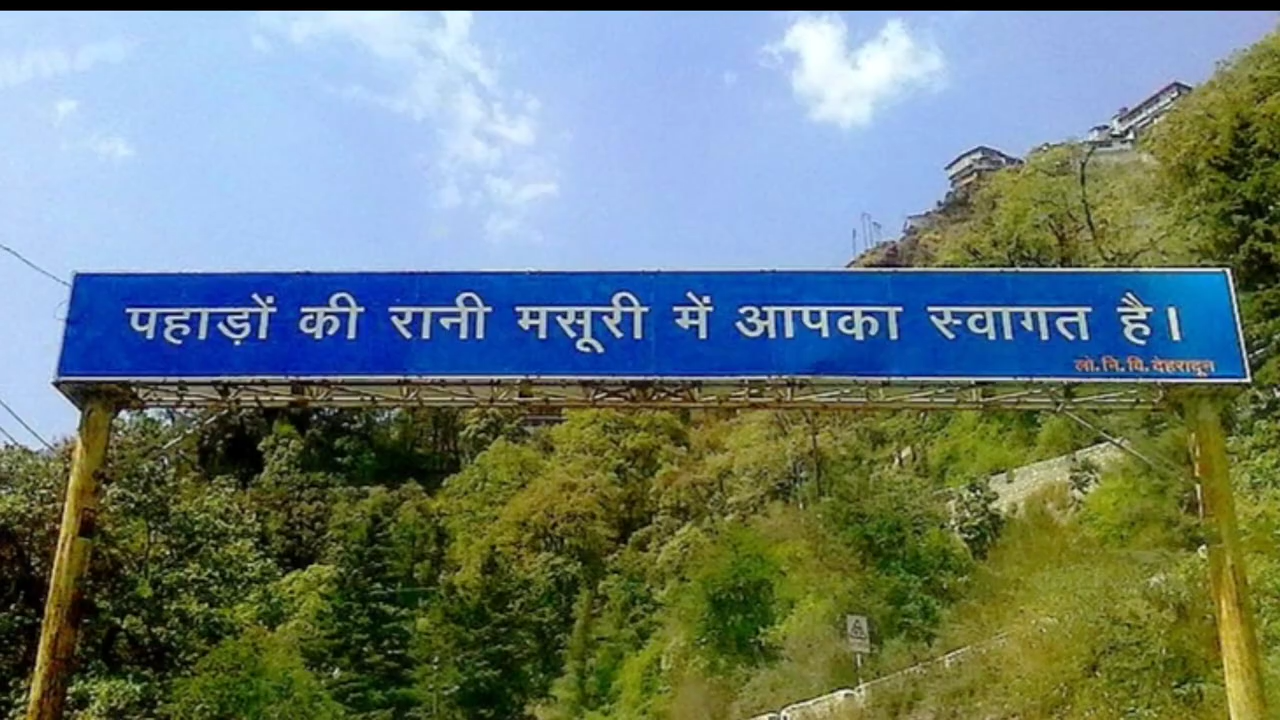 पहाड़ों की रानी मसूरी में आपका स्वागत है।
लो. नि. वि. देहरादून